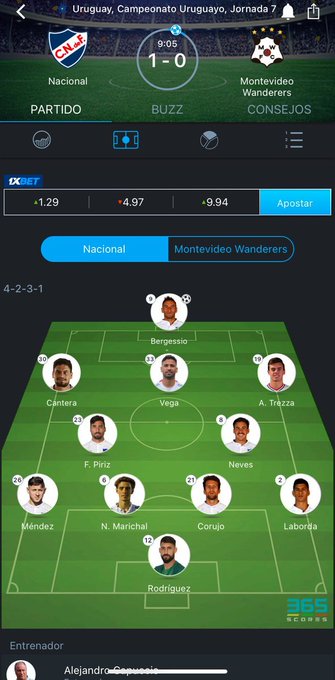 Uruguay, Campeonato Uruguayo, Jornada 7
C.N.de F.
M W
F C
9:05
1 - 0
Nacional
Montevideo
Wanderers
PARTIDO
BUZZ
CONSEJOS
1XBET
1.29
4.97
9.94
Apostar
Nacional
Montevideo Wanderers
4-2-3-1
9
Bergessio
30
33
19
Cantera
Vega
A. Trezza
23
8
F. Piriz
Neves
26
6
21
2
Méndez
N. Marichal
Corujo
Laborda
12
Rodríguez
365
SCORES
Entrenador
Alejandro Capuccio